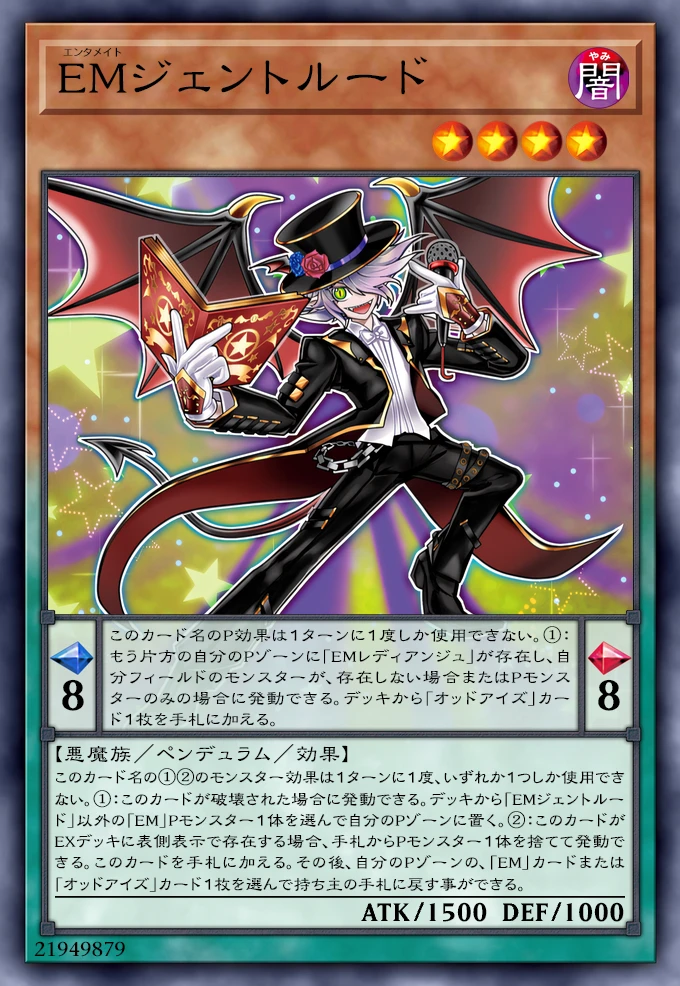 エンタメイト
EMジェントルード
やみ
闇
このカード名のP効果は1ターンに1度しか使用できない。①:
もう片方の自分のPゾーンに「EMレディアンジュ」が存在し、自
分フィールドのモンスターが、存在しない場合またはPモンス
ターのみの場合に発動できる。デッキから「オッドアイズ」カー
ド1枚を手札に加える。
8
8
【悪魔族/ペンデュラム/効果】
このカード名の①②のモンスター効果は1ターンに1度、いずれか1つしか使用でき
ない。①:このカードが破壊された場合に発動できる。デッキから「EMジェントルー
ド」以外の「EM」Pモンスター1体を選んで自分のPゾーンに置く。②:このカードが
EXデッキに表側表示で存在する場合、手札からPモンスター1体を捨てて発動で
きる。このカードを手札に加える。その後、自分のPゾーンの、「EM」カードまたは
「オッドアイズ」カード1枚を選んで持ち主の手札に戻す事ができる。
ATK/1500 DEF/1000
21949879